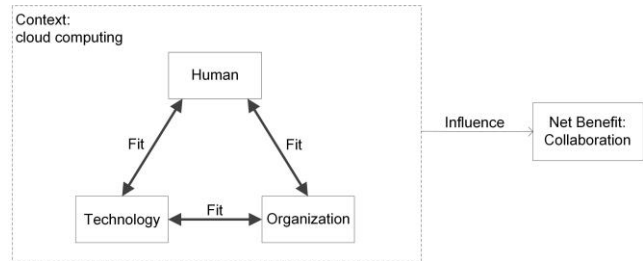 Context:
cloud computing
Human
Fit
Fit
Technology
Fit
Organization
Influence
Net Benefit:
Collaboration